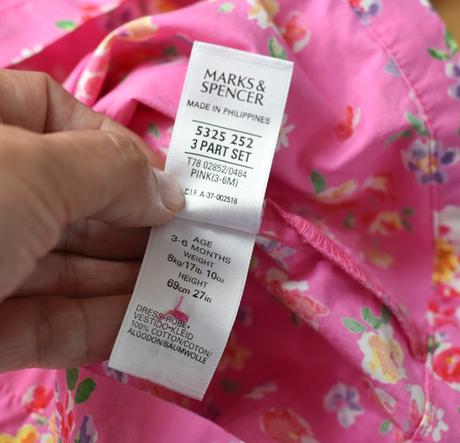 MARKS &
SPENCER
MADE IN PHILIPPINES
5325 252
3 PART SET
T78 02852/0484
PINK(3-6M)
C.I.F. A-37-002516
AGE
3-6 MONTHS
WEIGHT
8kg/17lb 10oz
HEIGHT
69cm 27in
DRESS-ROBE-
VESTIDO-KLEID
100% COTTON/COTON/
ALGODON/BAUMWOLLE